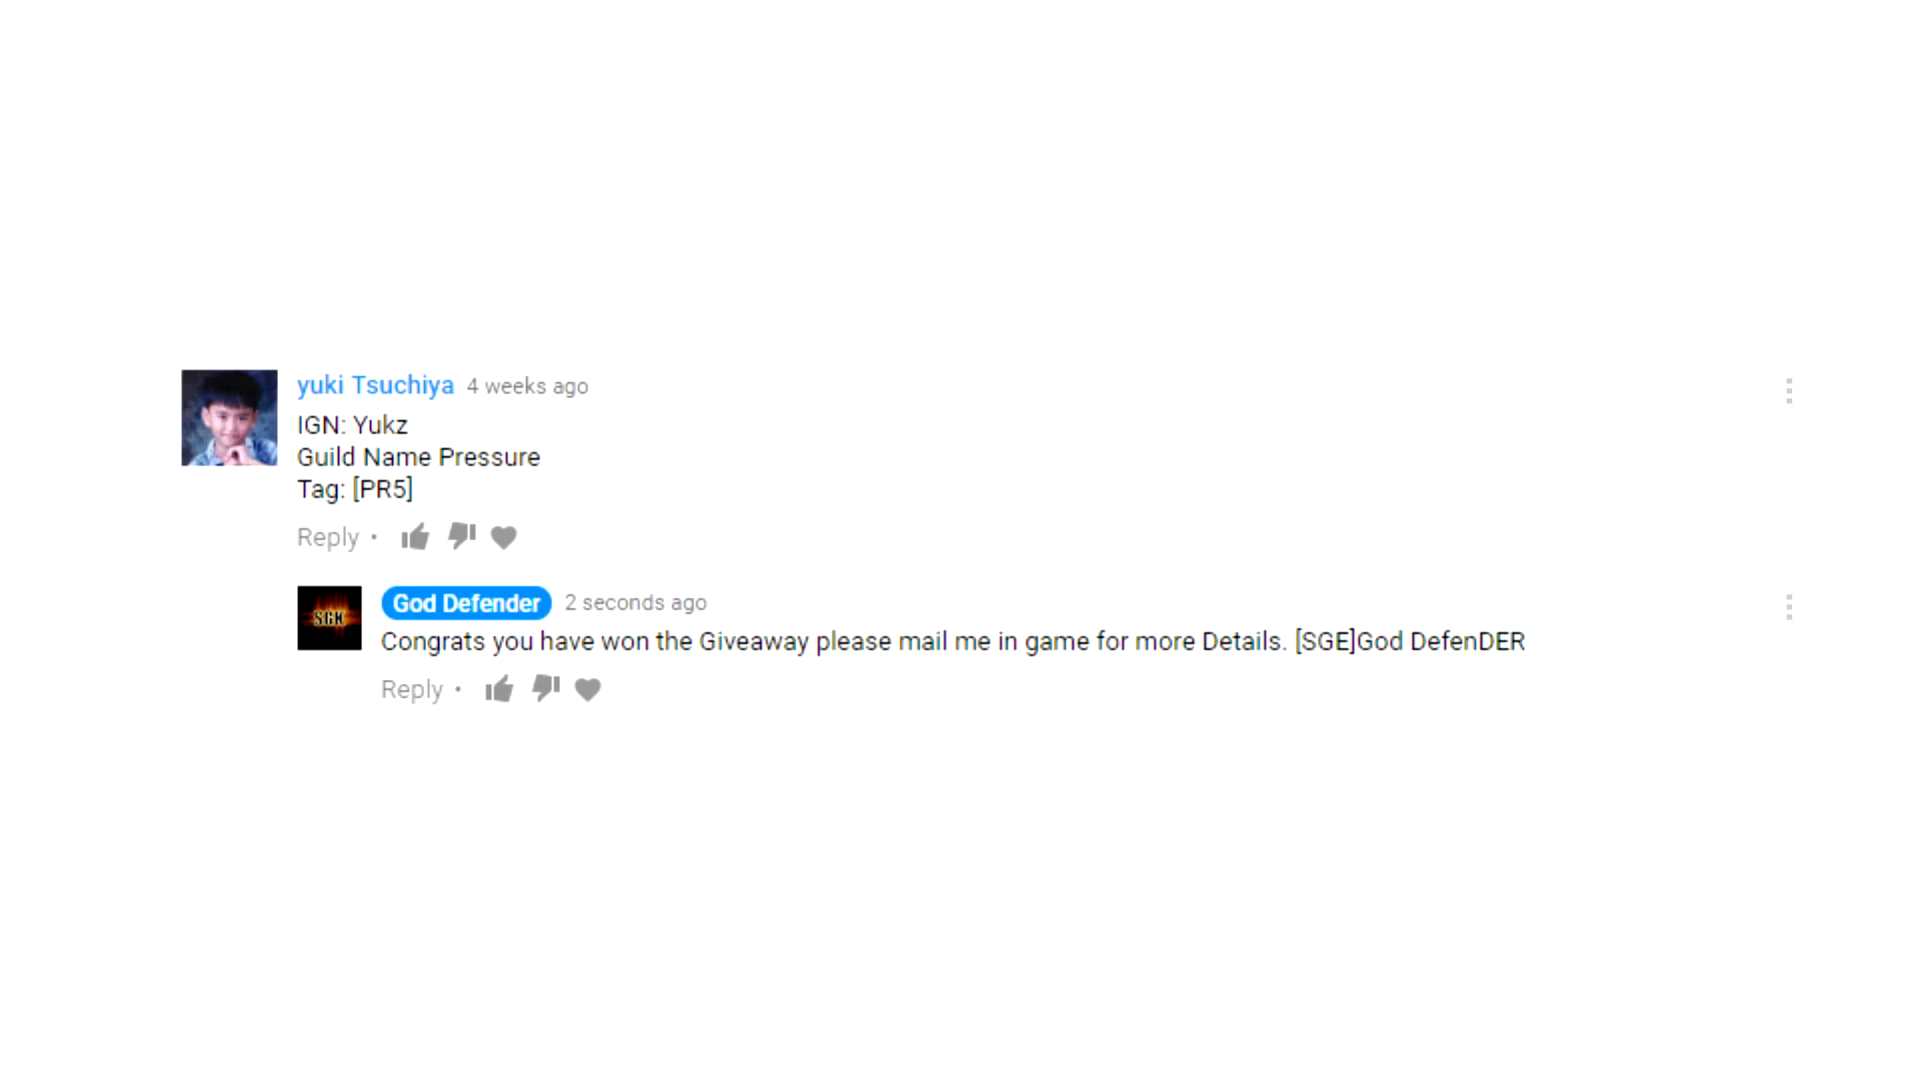 yuki Tsuchiya 4 weeks ago
IGN: Yukz
Guild Name Pressure
Tag: [PR5]
Reply •
SGK
God Defender 2 seconds ago
Congrats you have won the Giveaway please mail me in game for more Details. [SGE]God DefenDER
Reply •